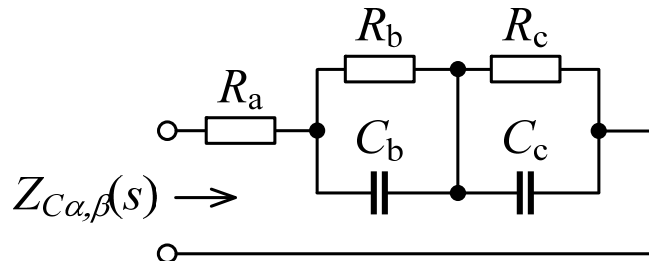 R_b R_c
R_a
C_b C_c
Z_{Cα,β}(s)